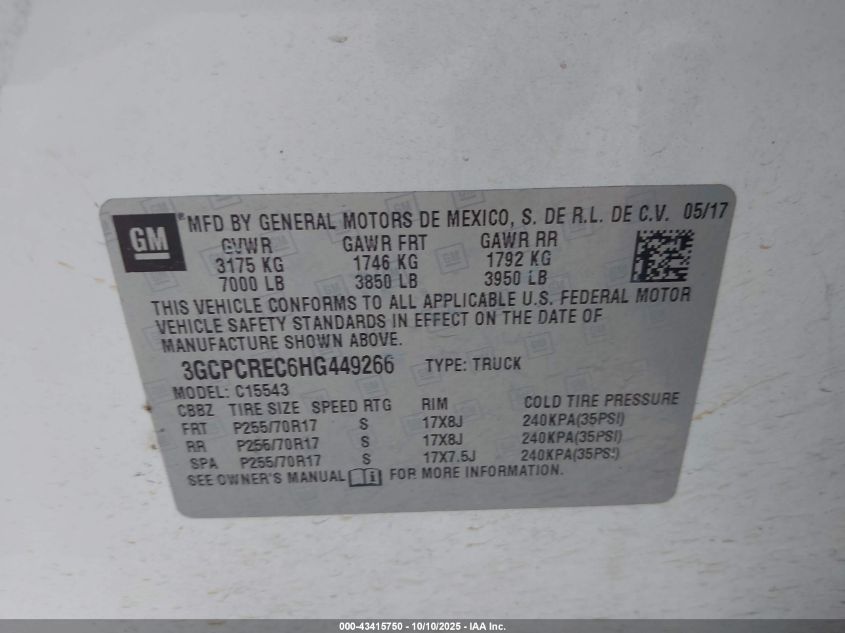 GM ® MFD BY GENERAL MOTORS DE MEXICO, S. DE R.L. DE C.V. 05/17
GVWR GAWR FRT GAWR RR
3175 KG 1746 KG 1792 KG
7000 LB 3850 LB 3950 LB
THIS VEHICLE CONFORMS TO ALL APPLICABLE U.S. FEDERAL MOTOR
VEHICLE SAFETY STANDARDS IN EFFECT ON THE DATE OF
MANUFACTURE SHOWN ABOVE.
3GCPCREC6HG449266 TYPE: TRUCK
MODEL: C15543
CBBZ TIRE SIZE SPEED RTG RIM COLD TIRE PRESSURE
FRT P255/70R17 S 17X8J 240KPA(35PSI)
RR P255/70R17 S 17X8J 240KPA(35PSI)
SPA P255/70R17 S 17X7.5J 240KPA(35PSI)
SEE OWNER'S MANUAL FOR MORE INFORMATION.
000-43415750 - 10/10/2025 - IAA Inc.